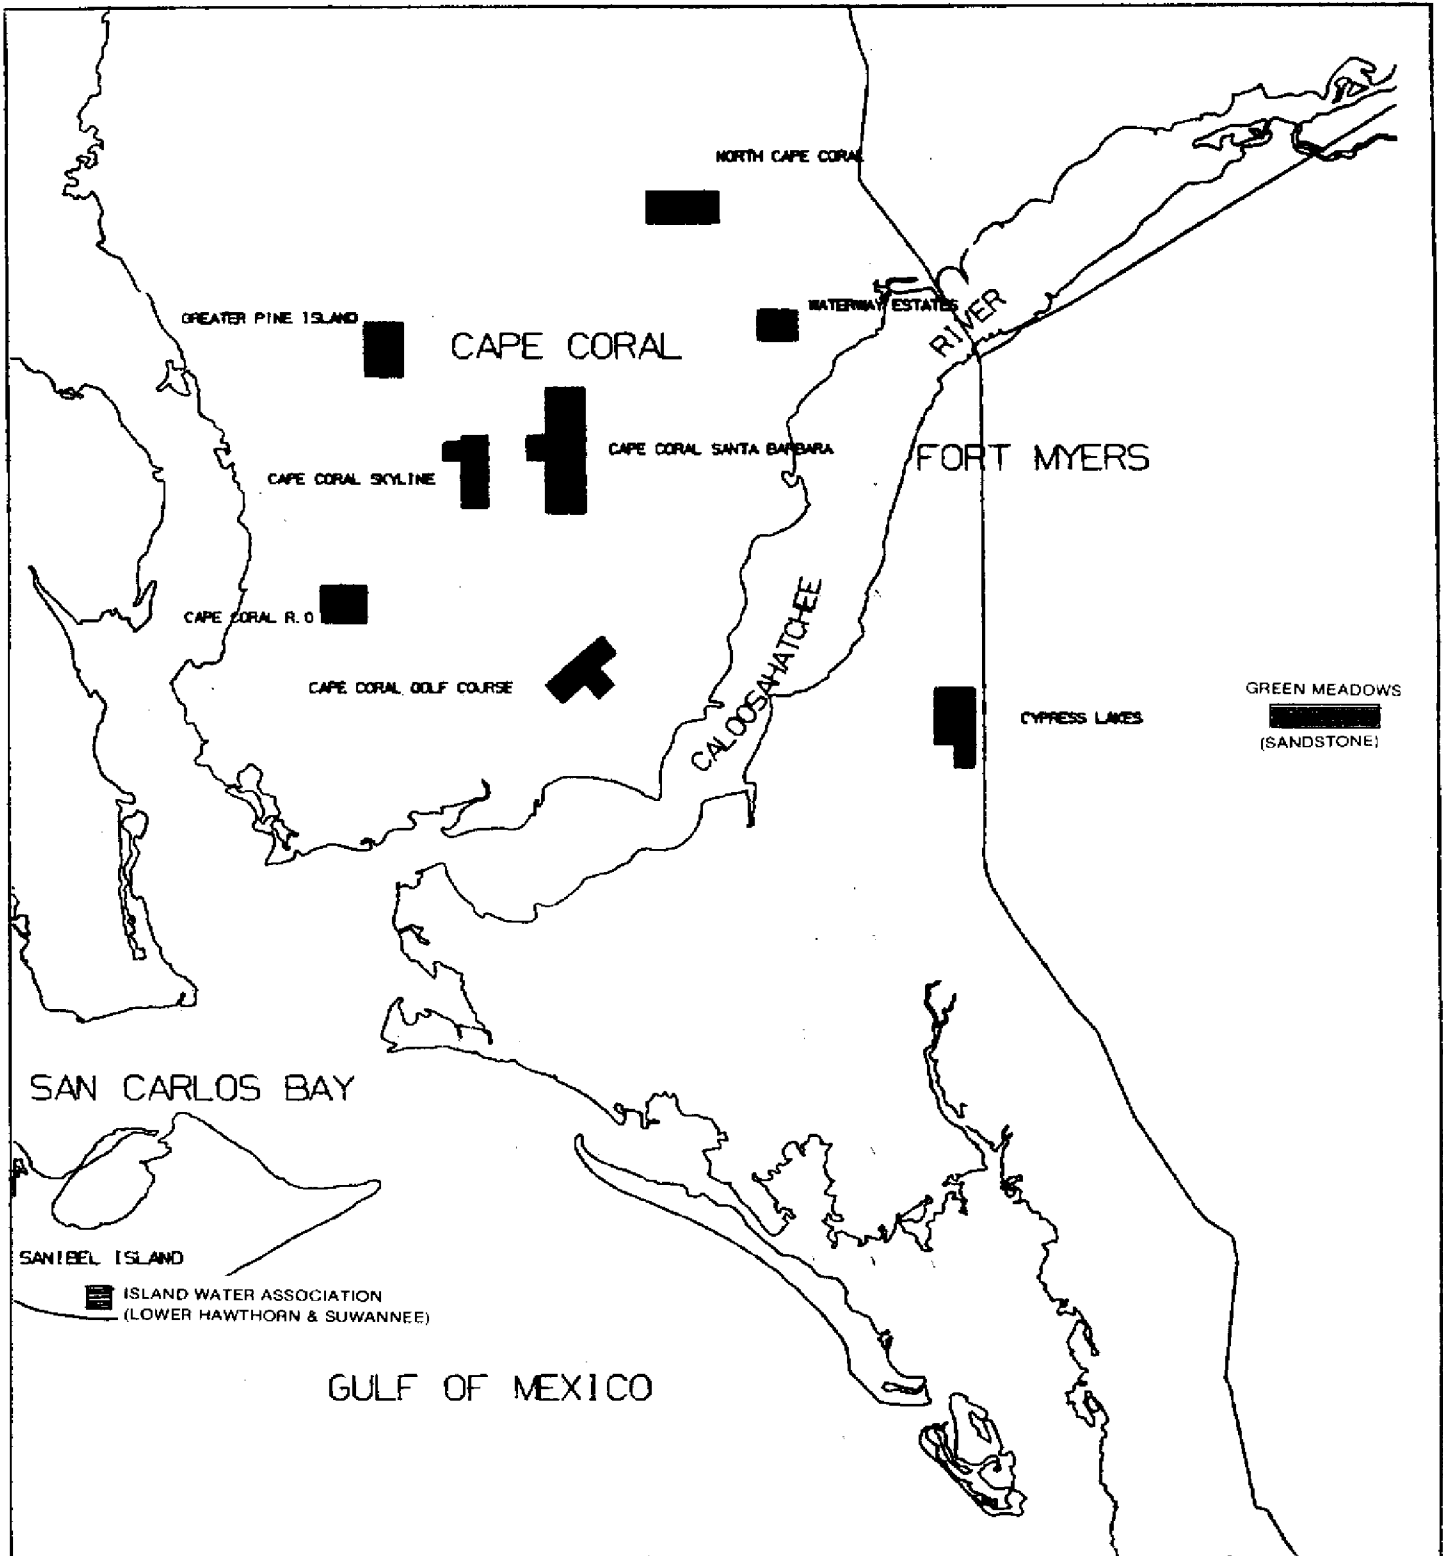 NORTH CAPE CORAL
WATERWAY ESTATES
GREATER PINE ISLAND
CAPE CORAL
RIVER
CAPE CORAL SANTA BARBARA
FORT MYERS
CAPE CORAL SKYLINE
CALOOSAHATCHEE
CAPE CORAL R.O
CAPE CORAL GOLF COURSE
GREEN MEADOWS
CYPRESS LAKES
(SANDSTONE)
SAN CARLOS BAY
SANIBEL ISLAND
ISLAND WATER ASSOCIATION
(LOWER HAWTHORN & SUWANNEE)
GULF OF MEXICO